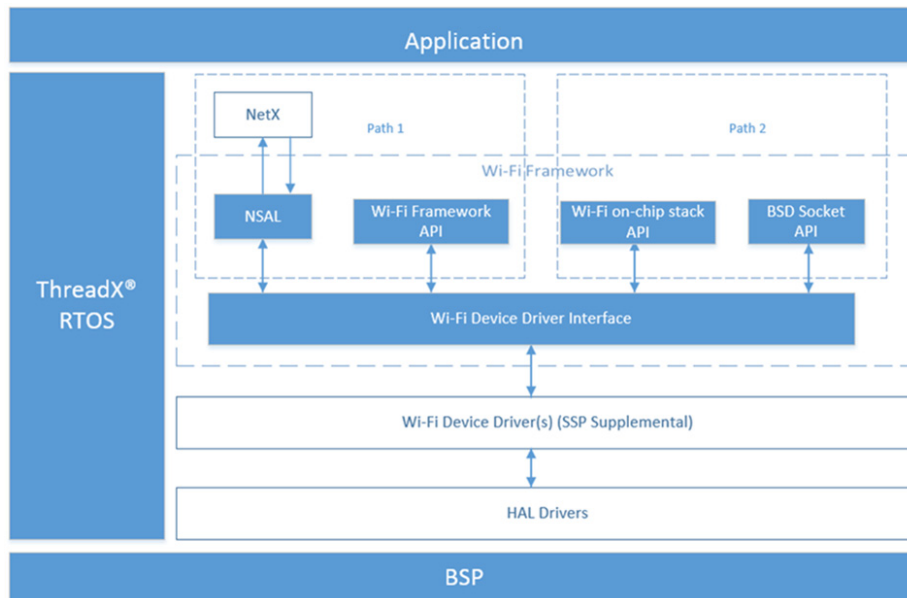 Application
NetX
Path 1
Path 2
Wi-Fi Framework
NSAL
Wi-Fi Framework
API
Wi-Fi on-chip stack
API
BSD Socket
API
ThreadX®
RTOS
Wi-Fi Device Driver Interface
Wi-Fi Device Driver(s) (SSP Supplemental)
HAL Drivers
BSP